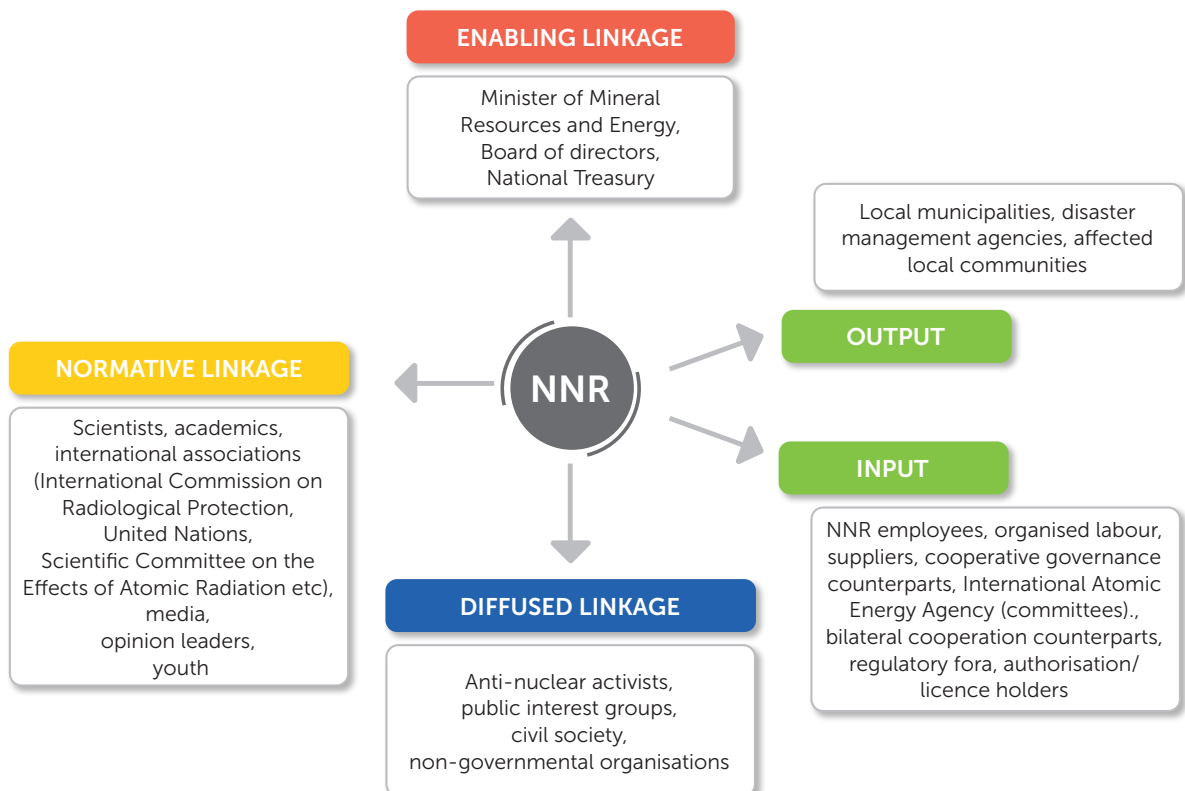 ENABLING LINKAGE
Minister of Mineral
Resources and Energy,
Board of directors,
National Treasury
Local municipalities, disaster
management agencies, affected
local communities
OUTPUT
NNR
NORMATIVE LINKAGE
Scientists, academics,
international associations
(International Commission on
Radiological Protection,
United Nations,
Scientific Committee on the
Effects of Atomic Radiation etc),
media,
opinion leaders,
youth
INPUT
NNR employees, organised labour,
suppliers, cooperative governance
counterparts, International Atomic
Energy Agency (committees).,
bilateral cooperation counterparts,
regulatory fora, authorisation/
licence holders
DIFFUSED LINKAGE
Anti-nuclear activists,
public interest groups,
civil society,
non-governmental organisations